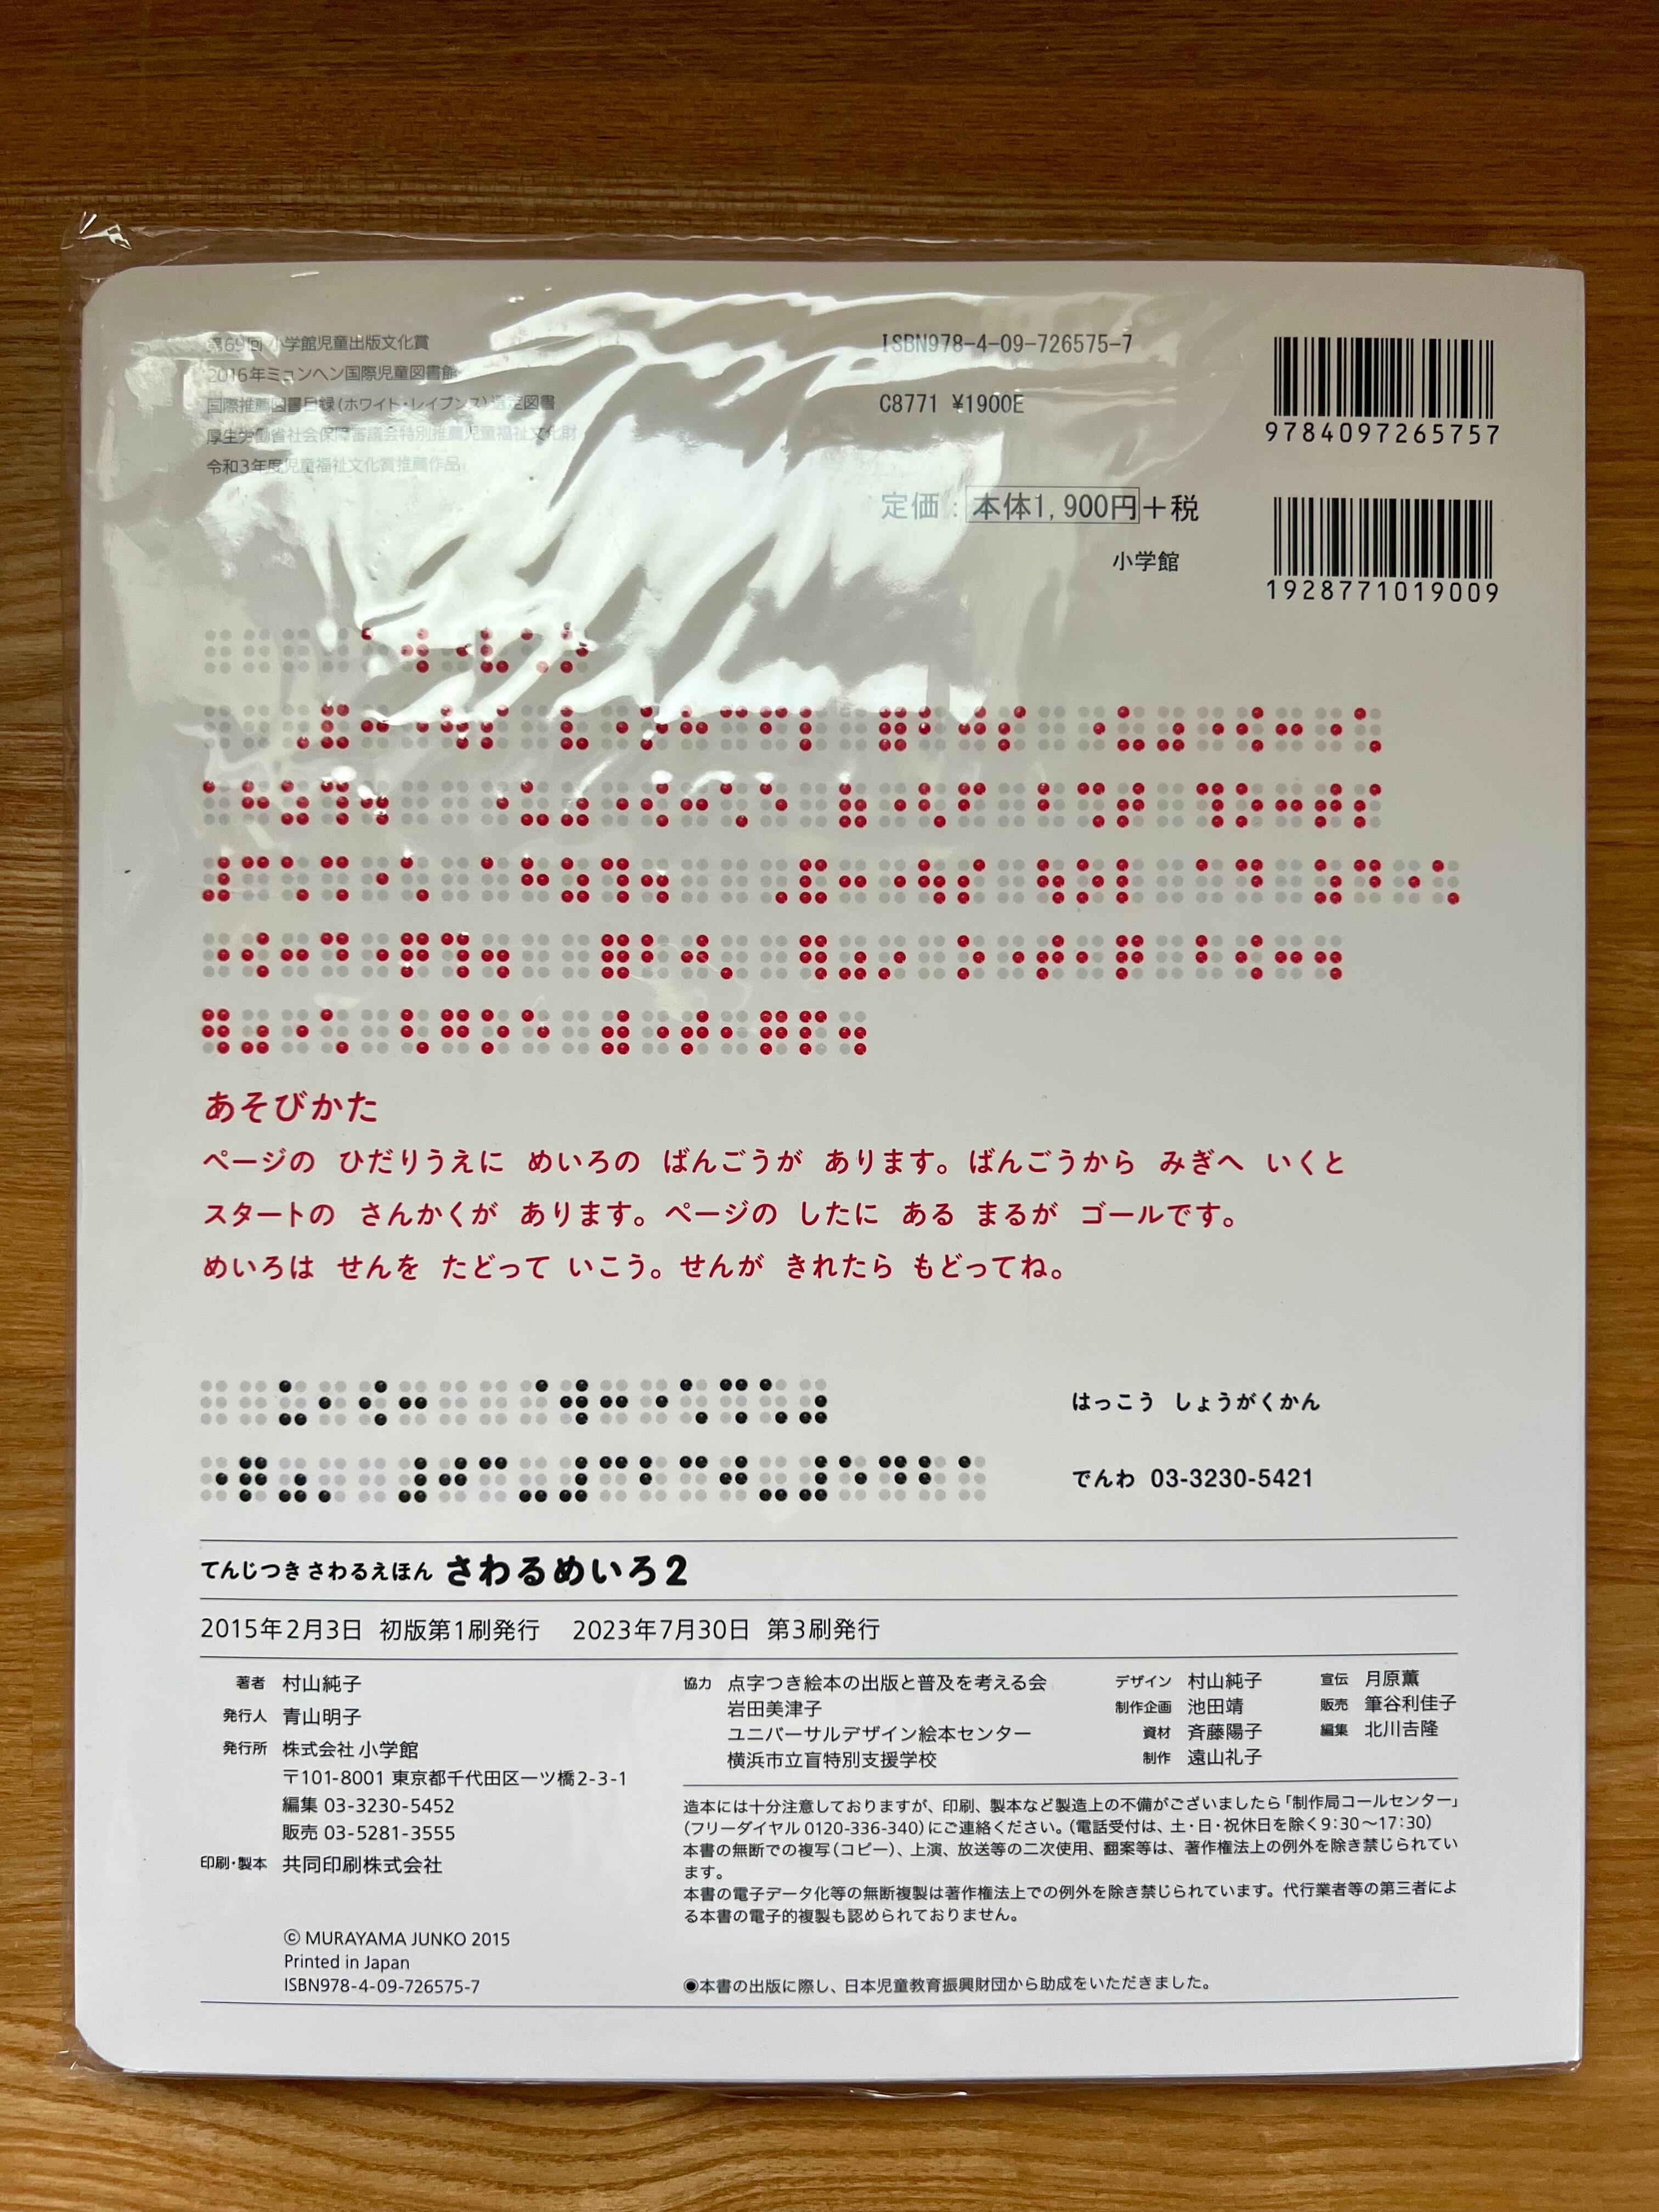 第69回 小学館児童出版文化賞
2016年ミュンヘン国際児童図書館
国際推薦図書目録(ホワイト・レイブンス)選定図書
厚生労働省社会保障審議会特別推薦児童福祉文化財
令和3年度児童福祉文化賞推薦作品
ISBN978-4-09-726575-7
C8771 ¥1900E
定価:本体1,900円+税
小学館
9784097265757
1928771019009
あそびかた
ページの ひだりうえに めいろの ばんごうが あります。ばんごうから みぎへ いくと
スタートの さんかくが あります。ページの したに ある まるが ゴールです。
めいろは せんを たどって いこう。せんが きれたら もどってね。
はっこう しょうがくかん
でんわ 03-3230-5421
てんじつきさわるえほん さわるめいろ2
2015年2月3日 初版第1刷発行 2023年7月30日 第3刷発行
著者 村山純子
発行人 青山明子
発行所 株式会社 小学館
〒101-8001 東京都千代田区一ツ橋2-3-1
編集 03-3230-5452
販売 03-5281-3555
印刷・製本 共同印刷株式会社
© MURAYAMA JUNKO 2015
Printed in Japan
ISBN978-4-09-726575-7
協力 点字つき絵本の出版と普及を考える会
岩田美津子
ユニバーサルデザイン絵本センター
横浜市立盲特別支援学校
デザイン 村山純子
制作企画 池田靖
資材 斉藤陽子
制作 遠山礼子
宣伝 月原薫
販売 筆谷利佳子
編集 北川吉隆
造本には十分注意しておりますが、印刷、製本など製造上の不備がございましたら「制作局コールセンター」
(フリーダイヤル 0120-336-340)にご連絡ください。(電話受付は、土・日・祝休日を除く9:30〜17:30)
本書の無断での複写(コピー)、上演、放送等の二次使用、翻案等は、著作権法上の例外を除き禁じられてい
ます。
本書の電子データ化等の無断複製は著作権法上での例外を除き禁じられています。代行業者等の第三者によ
る本書の電子的複製も認められておりません。
◉本書の出版に際し、日本児童教育振興財団から助成をいただきました。